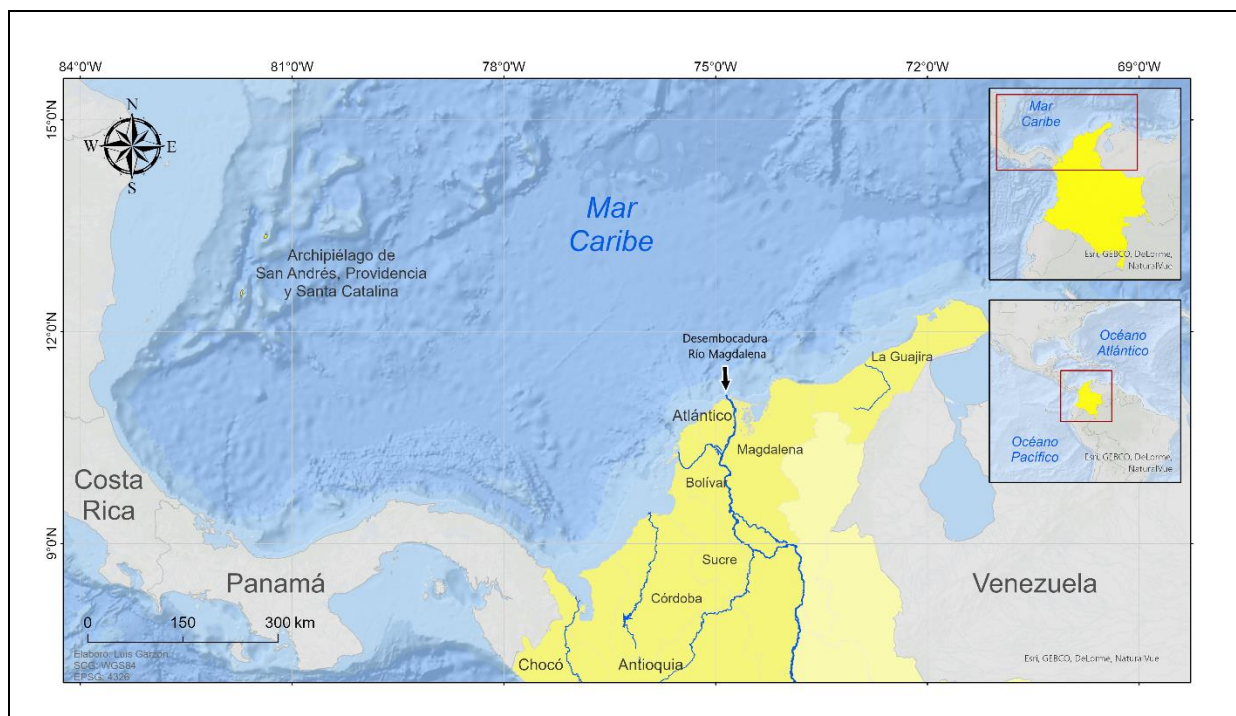 84°0'W 81°0'W 78°0'W 75°0'W 72°0'W 69°0'W
15°0'N
12°0'N
9°0'N
N
W E
S
Mar
Caribe
Archipiélago de
San Andrés, Providencia
y Santa Catalina
Desembocadura
Río Magdalena
La Guajira
Atlántico
Magdalena
Bolívar
Sucre
Córdoba
Antioquia
Chocó
Costa
Rica
Panamá
Venezuela
0 150 300 km
Elaboró: Luis Garzón
SCG: WGS84
EPSG: 4326
Esri, GEBCO, DeLorme, NaturalVue
Mar
Caribe
Esri, GEBCO, DeLorme,
NaturalVue
Océano
Atlántico
Océano
Pacífico
Esri, GEBCO, DeLorme,
NaturalVue